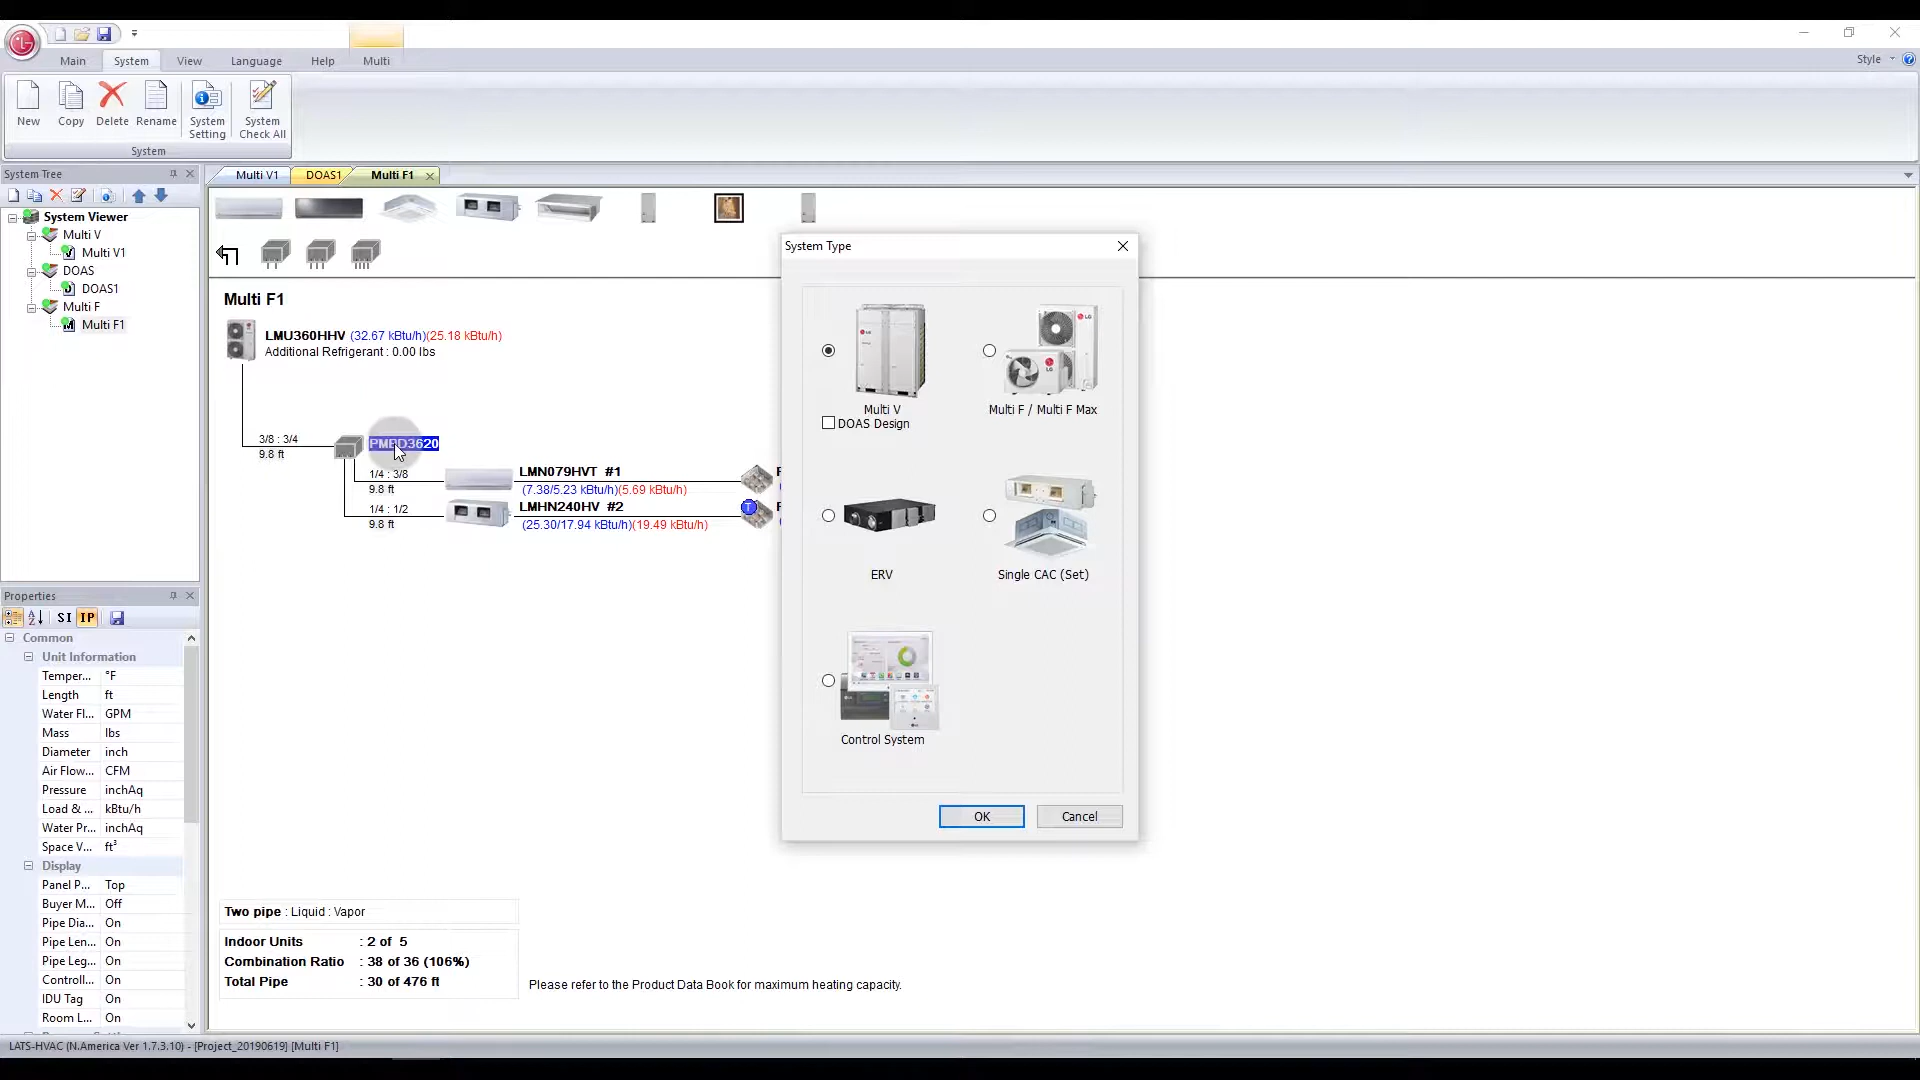 Main System View Language Help Multi
Style
New Copy Delete Rename System Setting System Check All
System
System Tree
Multi V1 DOAS1 Multi F1
System Viewer
Multi V
Multi V1
DOAS
DOAS1
Multi F
Multi F1
Multi F1
LMU360HHV (32.67 kBtu/h)(25.18 kBtu/h)
Additional Refrigerant : 0.00 lbs
3/8 : 3/4
9.8 ft
PMBD3620
1/4 : 3/8
9.8 ft
LMN079HVT #1
(7.38/5.23 kBtu/h)(5.69 kBtu/h)
1/4 : 1/2
9.8 ft
LMHN240HV #2
(25.30/17.94 kBtu/h)(19.49 kBtu/h)
T
System Type
Multi V
DOAS Design
Multi F / Multi F Max
ERV
Single CAC (Set)
Control System
OK Cancel
Properties
SI IP
Common
Unit Information
Temper... °F
Length ft
Water Fl... GPM
Mass lbs
Diameter inch
Air Flow... CFM
Pressure inchAq
Load & ... kBtu/h
Water Pr... inchAq
Space V... ft³
Display
Panel P... Top
Buyer M... Off
Pipe Dia... On
Pipe Len... On
Pipe Leg... On
Controll... On
IDU Tag On
Room L... On
Two pipe : Liquid : Vapor
Indoor Units : 2 of 5
Combination Ratio : 38 of 36 (106%)
Total Pipe : 30 of 476 ft
Please refer to the Product Data Book for maximum heating capacity.
LATS-HVAC (N.America Ver 1.7.3.10) - [Project_20190619] [Multi F1]